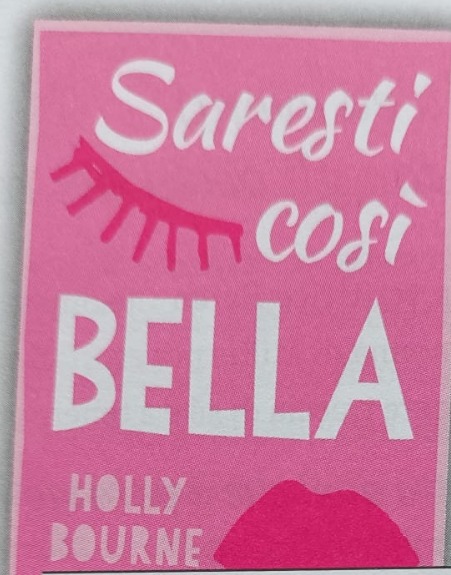 Saresti
così
BELLA
HOLLY
BOURNE